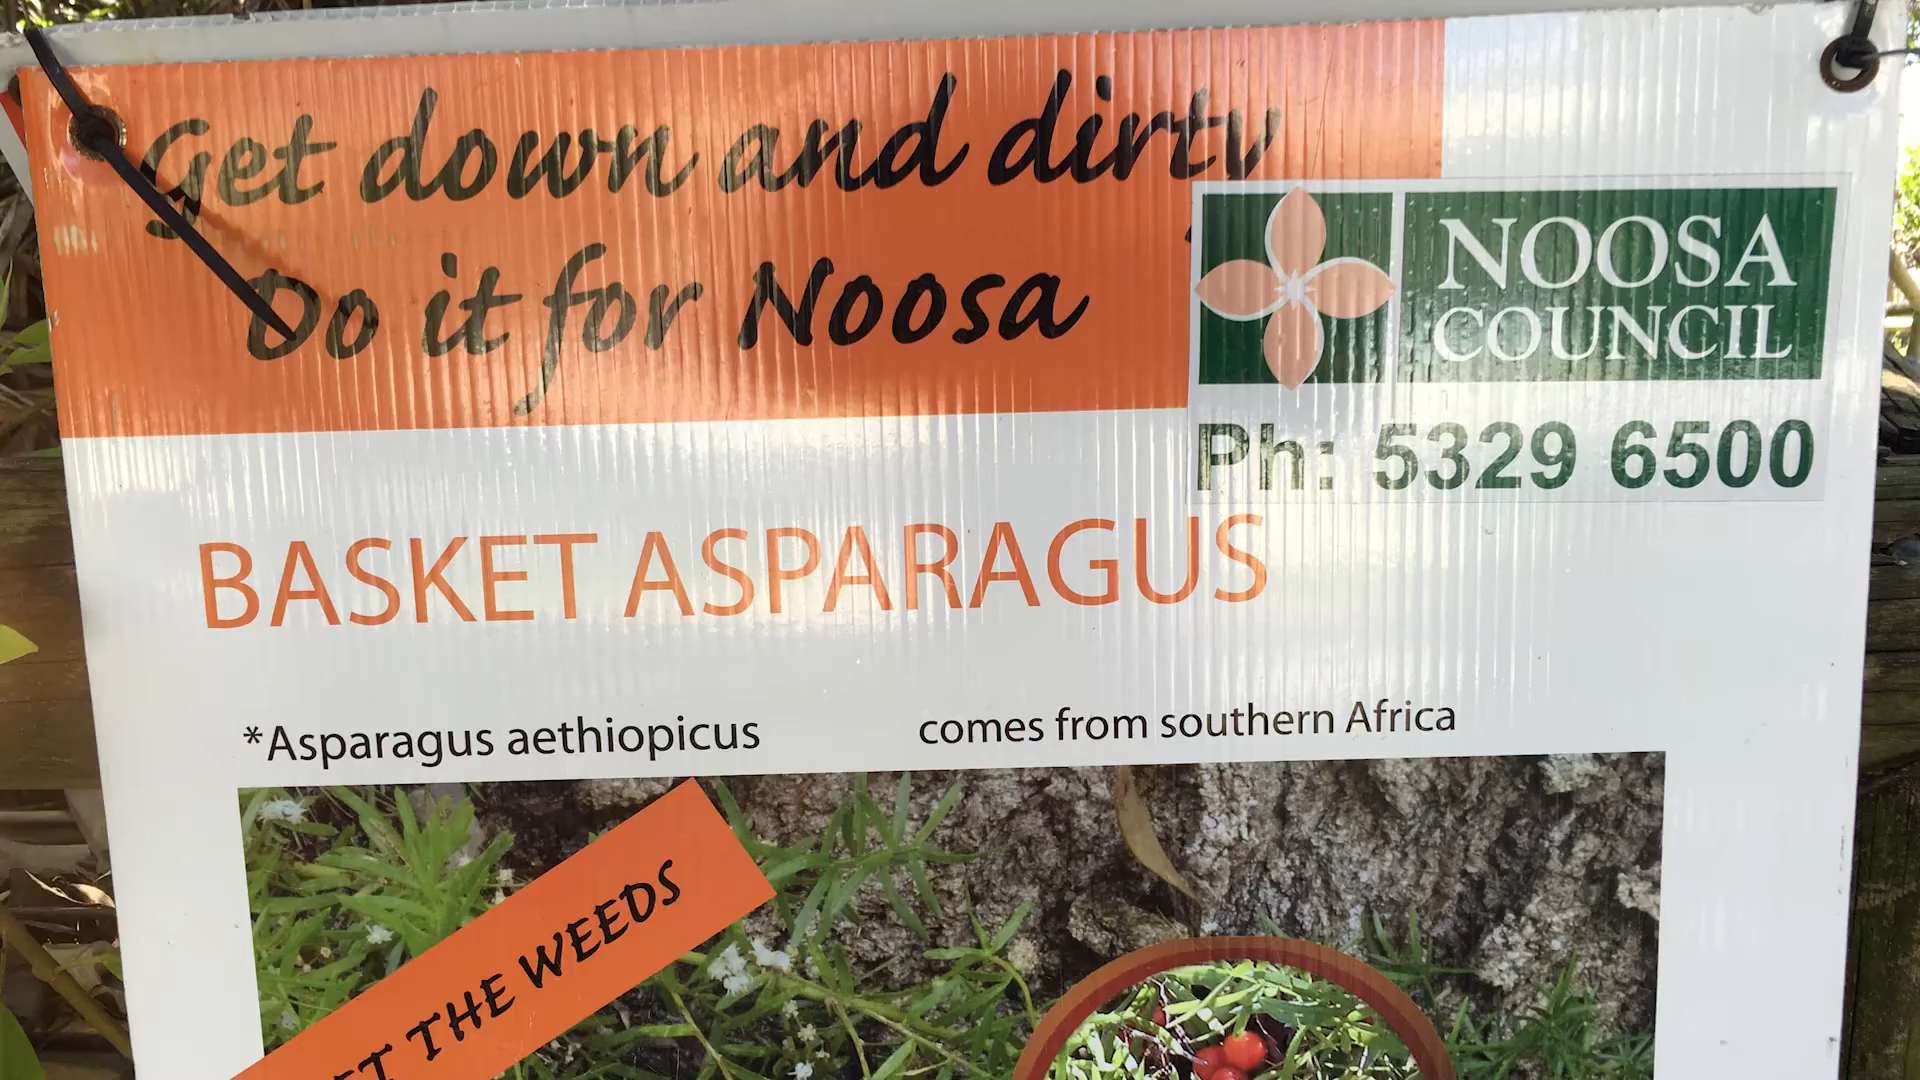 Get down and dirty
Do it for Noosa
NOOSA
COUNCIL
Ph: 5329 6500
BASKET ASPARAGUS
*Asparagus aethiopicus comes from southern Africa
THE WEEDS